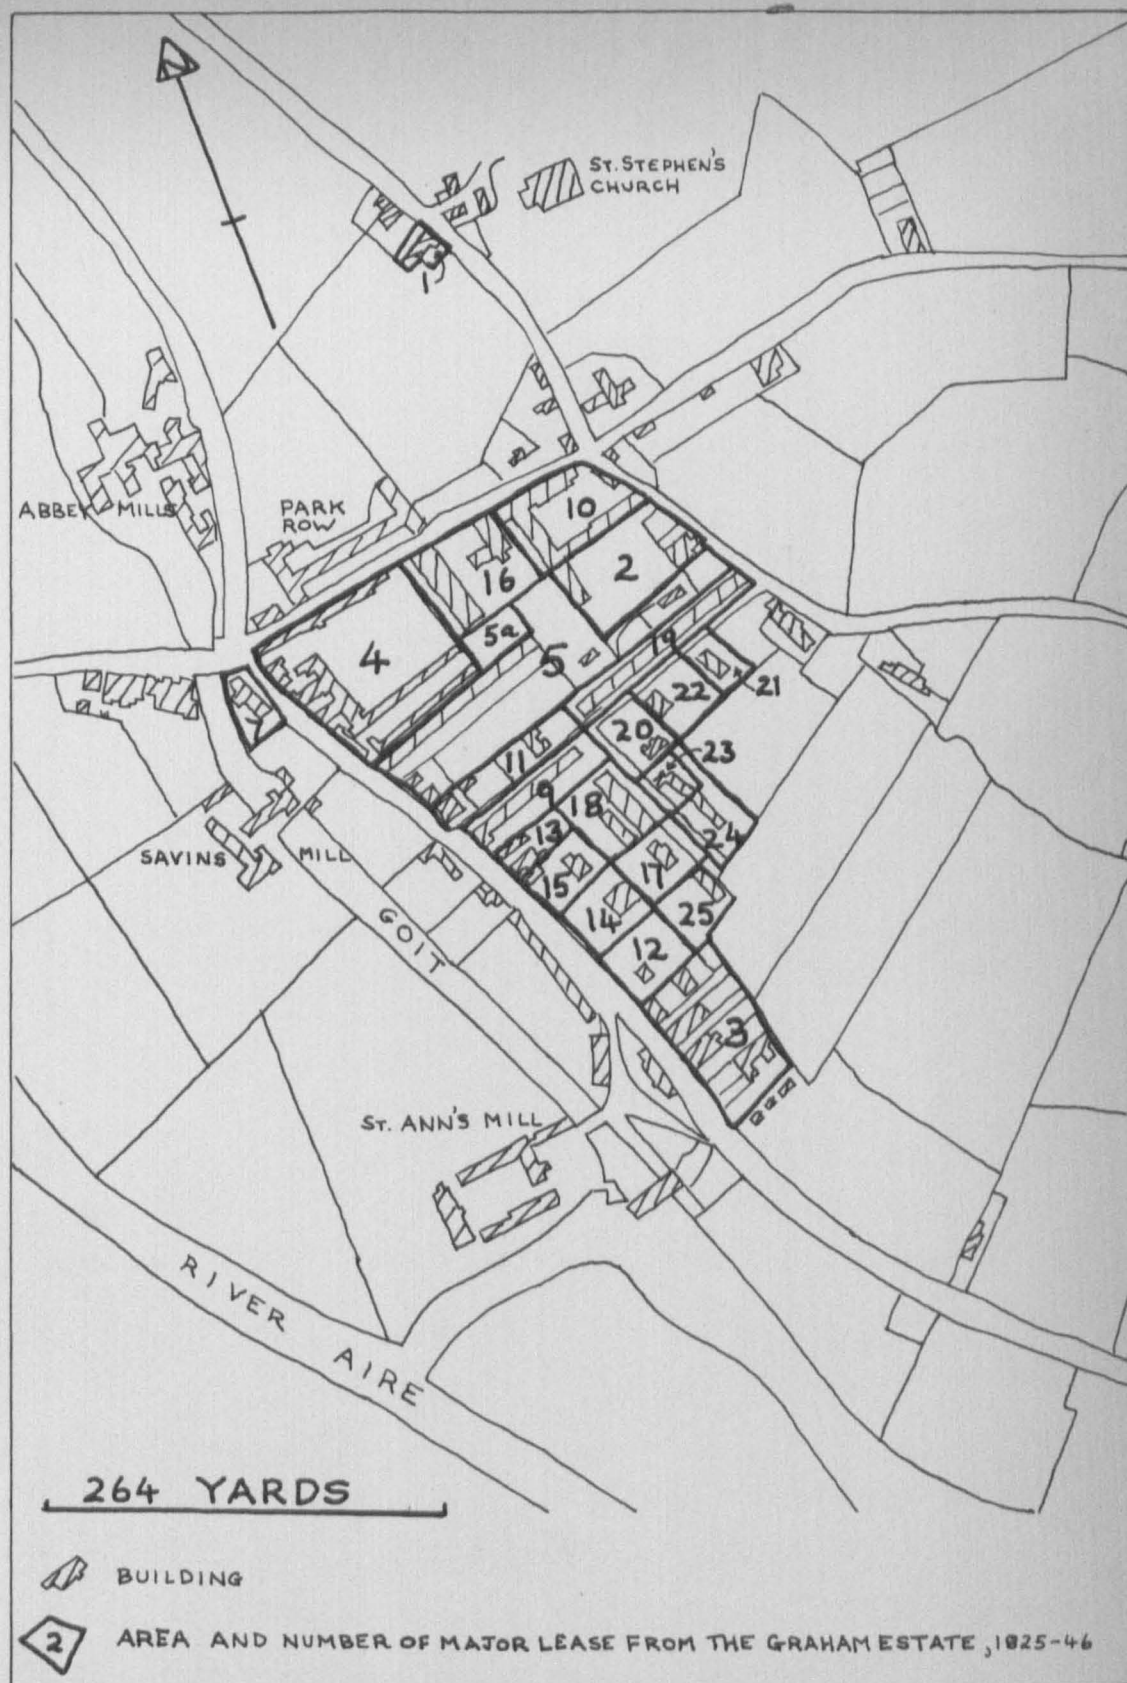 ST. STEPHEN'S
CHURCH
1
ABBEY MILLS
PARK
ROW
10
2
16
5a
4
5
19
21
22
7
20
23
11
9
18
13
24
SAVINS MILL
15
17
14
25
GOIT
12
3
ST. ANN'S MILL
RIVER AIRE
264 YARDS
BUILDING
2 AREA AND NUMBER OF MAJOR LEASE FROM THE GRAHAM ESTATE, 1825-46